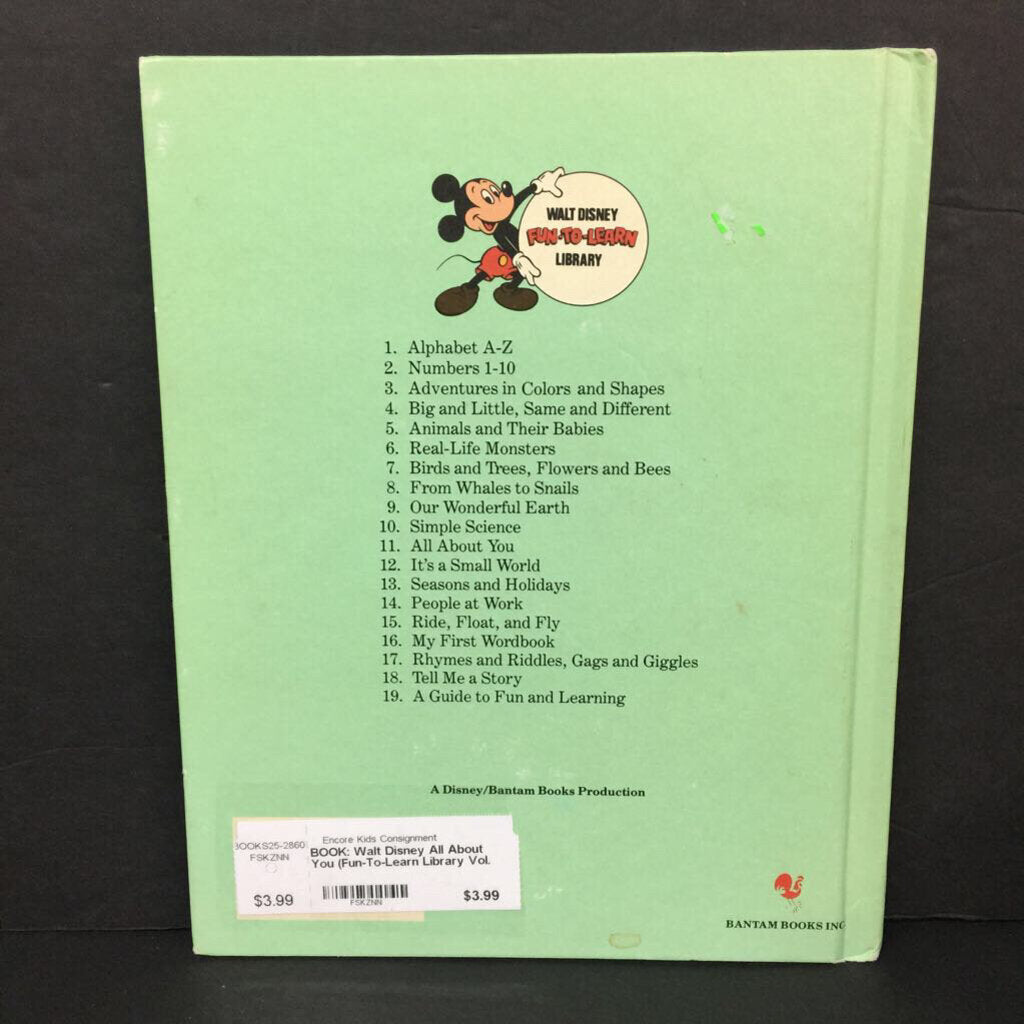 WALT DISNEY
FUN-TO-LEARN
LIBRARY
1. Alphabet A-Z
2. Numbers 1-10
3. Adventures in Colors and Shapes
4. Big and Little, Same and Different
5. Animals and Their Babies
6. Real-Life Monsters
7. Birds and Trees, Flowers and Bees
8. From Whales to Snails
9. Our Wonderful Earth
10. Simple Science
11. All About You
12. It's a Small World
13. Seasons and Holidays
14. People at Work
15. Ride, Float, and Fly
16. My First Wordbook
17. Rhymes and Riddles, Gags and Giggles
18. Tell Me a Story
19. A Guide to Fun and Learning
A Disney/Bantam Books Production
BOOKS25-2860
FSKZNN
$3.99
Encore Kids Consignment
BOOK: Walt Disney All About
You (Fun-To-Learn Library Vol.
FSKZNN
$3.99
BANTAM BOOKS INC